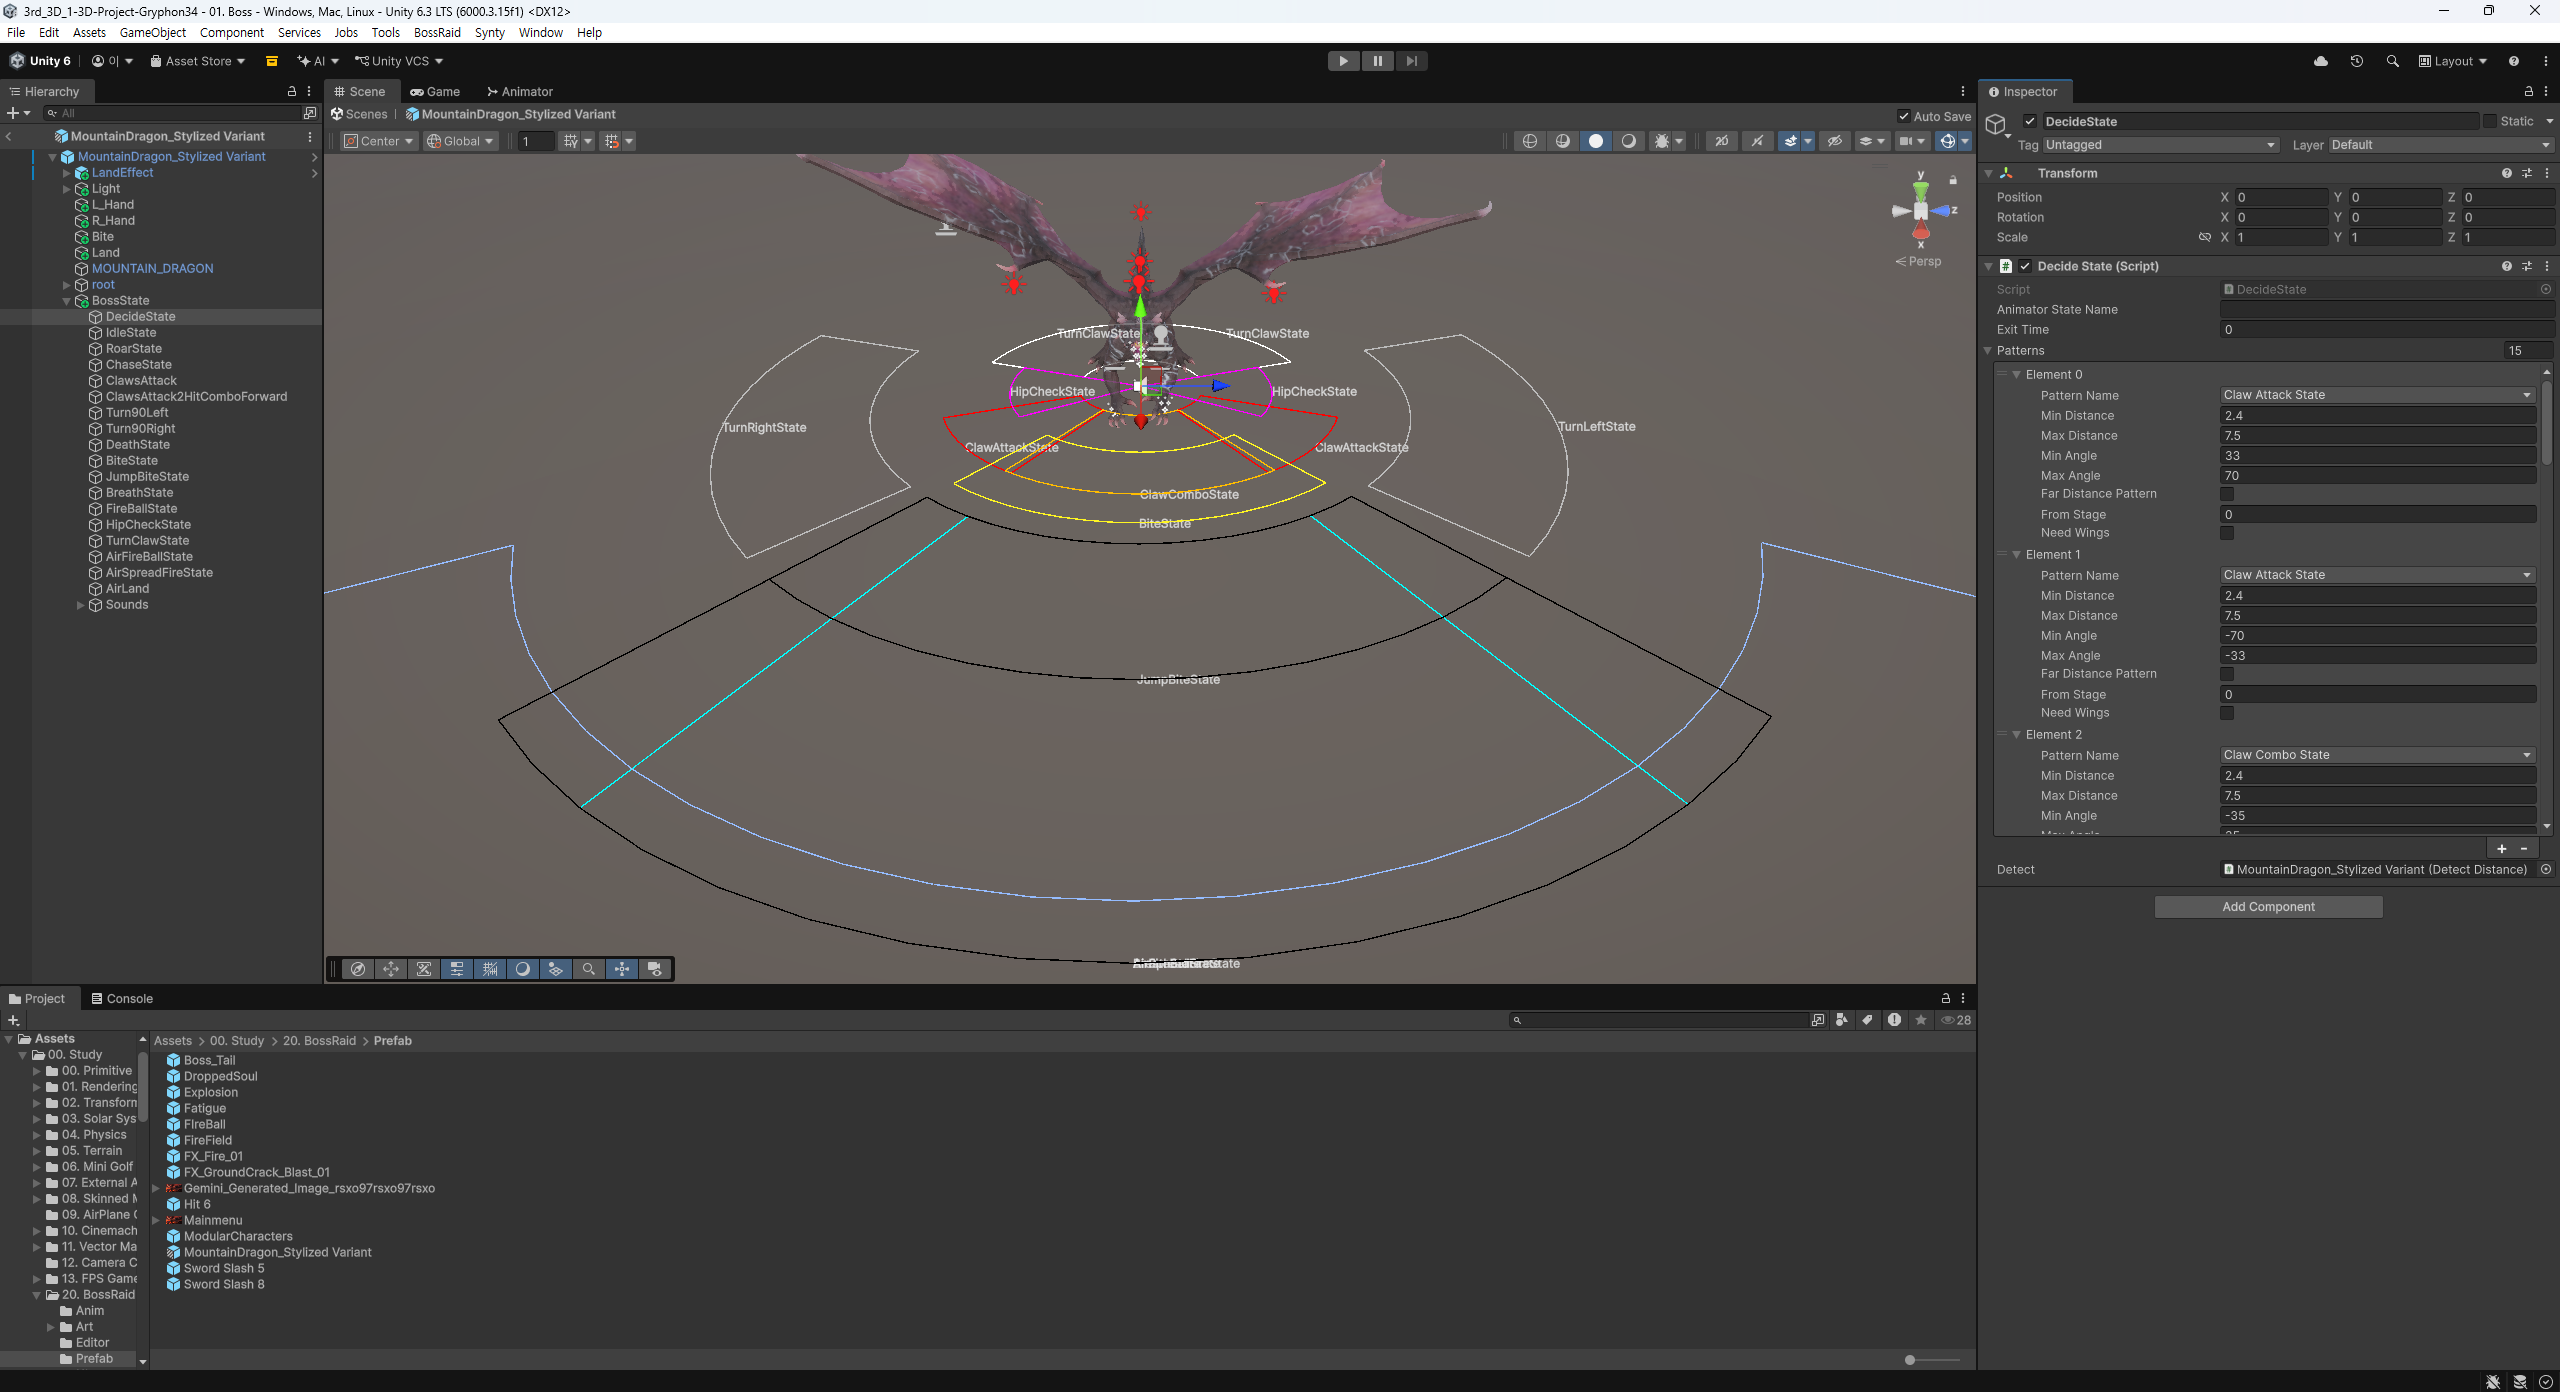 3rd_3D_1-3D-Project-Gryphon34 - 01. Boss - Windows, Mac, Linux - Unity 6.3 LTS (6000.3.15f1) <DX12>
File Edit Assets GameObject Component Services Jobs Tools BossRaid Synty Window Help
Unity 6 Asset Store AI Unity VCS Layout
Hierarchy
All
MountainDragon_Stylized Variant
MountainDragon_Stylized Variant
LandEffect
Light
L_Hand
R_Hand
Bite
Land
MOUNTAIN_DRAGON
root
BossState
DecideState
IdleState
RoarState
ChaseState
ClawsAttack
ClawsAttack2HitComboForward
Turn90Left
Turn90Right
DeathState
BiteState
JumpBiteState
BreathState
FireBallState
HipCheckState
TurnClawState
AirFireBallState
AirSpreadFireState
AirLand
Sounds
Scene Game Animator
Scenes MountainDragon_Stylized Variant Auto Save
Center Global 1 2D
y
z
x
Persp
TurnClawState TurnClawState
HipCheckState HipCheckState
TurnRightState TurnLeftState
ClawAttackState ClawAttackState
ClawComboState
BiteState
JumpBiteState
Inspector
DecideState Static
Tag Untagged Layer Default
Transform
Position X 0 Y 0 Z 0
Rotation X 0 Y 0 Z 0
Scale X 1 Y 1 Z 1
Decide State (Script)
Script DecideState
Animator State Name
Exit Time 0
Patterns 15
Element 0
Pattern Name Claw Attack State
Min Distance 2.4
Max Distance 7.5
Min Angle 33
Max Angle 70
Far Distance Pattern
From Stage 0
Need Wings
Element 1
Pattern Name Claw Attack State
Min Distance 2.4
Max Distance 7.5
Min Angle -70
Max Angle -33
Far Distance Pattern
From Stage 0
Need Wings
Element 2
Pattern Name Claw Combo State
Min Distance 2.4
Max Distance 7.5
Min Angle -35
Detect MountainDragon_Stylized Variant (Detect Distance)
Add Component
Project Console
28
Assets
00. Study
00. Primitive
01. Rendering
02. Transforn
03. Solar Sys
04. Physics
05. Terrain
06. Mini Golf
07. External A
08. Skinned
09. AirPlane
10. Cinemach
11. Vector Ma
12. Camera C
13. FPS Game
20. BossRaid
Anim
Art
Editor
Prefab
Assets > 00. Study > 20. BossRaid > Prefab
Boss_Tail
DroppedSoul
Explosion
Fatigue
FireBall
FireField
FX_Fire_01
FX_GroundCrack_Blast_01
Gemini_Generated_Image_rsxo97rsxo97rsxo
Hit 6
Mainmenu
ModularCharacters
MountainDragon_Stylized Variant
Sword Slash 5
Sword Slash 8